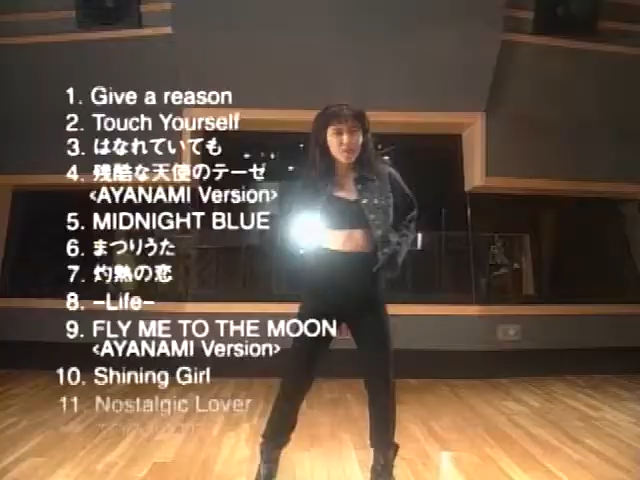 1. Give a reason
2. Touch Yourself
3. はなれていても
4. 残酷な天使のテーゼ
<AYANAMI Version>
5. MIDNIGHT BLUE
6. まつりうた
7. 灼熱の恋
8. –Life–
9. FLY ME TO THE MOON
<AYANAMI Version>
10. Shining Girl
11 Nostalgic Lover